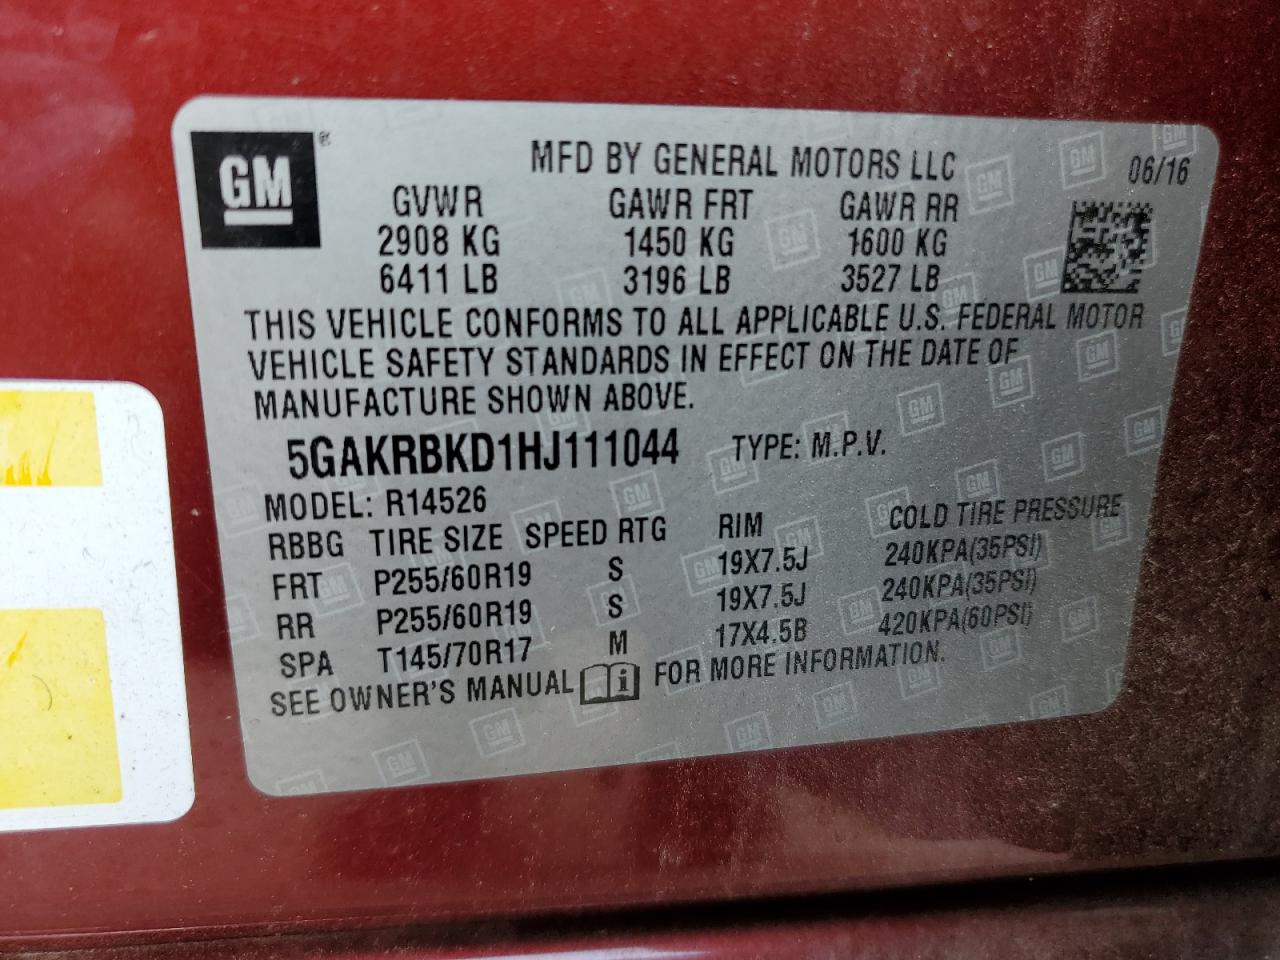 GM
MFD BY GENERAL MOTORS LLC 06/16
GVWR GAWR FRT GAWR RR
2908 KG 1450 KG 1600 KG
6411 LB 3196 LB 3527 LB
THIS VEHICLE CONFORMS TO ALL APPLICABLE U.S. FEDERAL MOTOR
VEHICLE SAFETY STANDARDS IN EFFECT ON THE DATE OF
MANUFACTURE SHOWN ABOVE.
5GAKRBKD1HJ111044 TYPE: M.P.V.
MODEL: R14526
RBBG TIRE SIZE SPEED RTG RIM COLD TIRE PRESSURE
FRT P255/60R19 S 19X7.5J 240KPA(35PSI)
RR P255/60R19 S 19X7.5J 240KPA(35PSI)
SPA T145/70R17 M 17X4.5B 420KPA(60PSI)
SEE OWNER'S MANUAL FOR MORE INFORMATION.